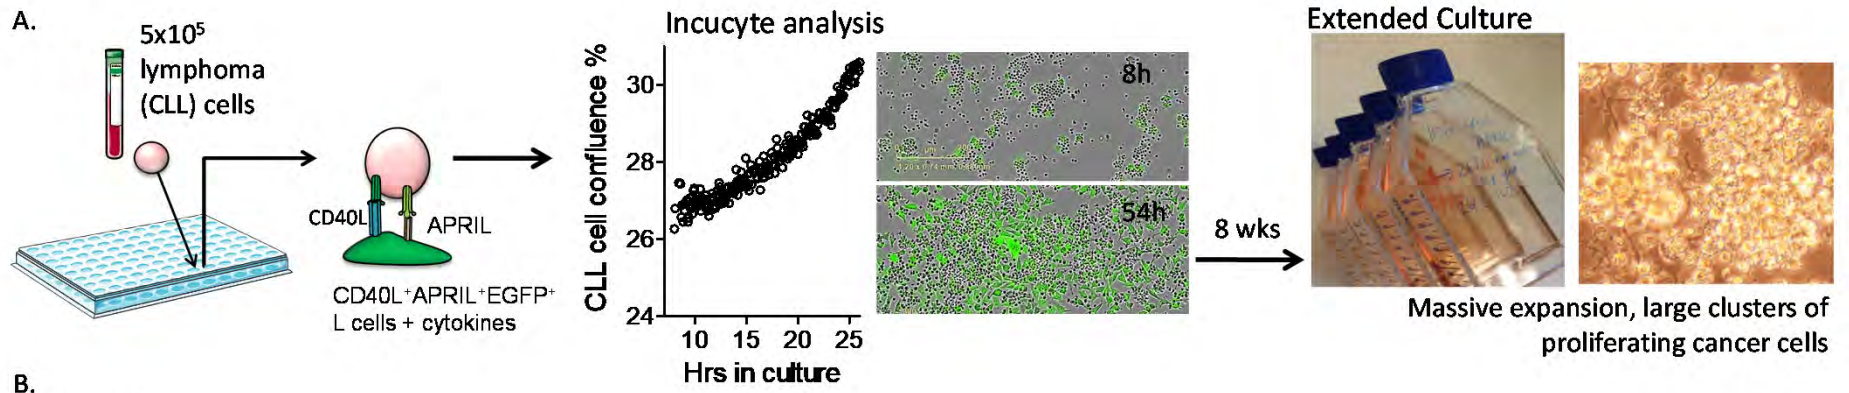 A.
5x10⁵
lymphoma
(CLL) cells
CD40L
APRIL
CD40L⁺APRIL⁺EGFP⁺
L cells + cytokines
Incucyte analysis
CLL cell confluence %
30
28
26
24
10 15 20 25
Hrs in culture
8h
54h
8 wks
Extended Culture
Massive expansion, large clusters of
proliferating cancer cells
B.